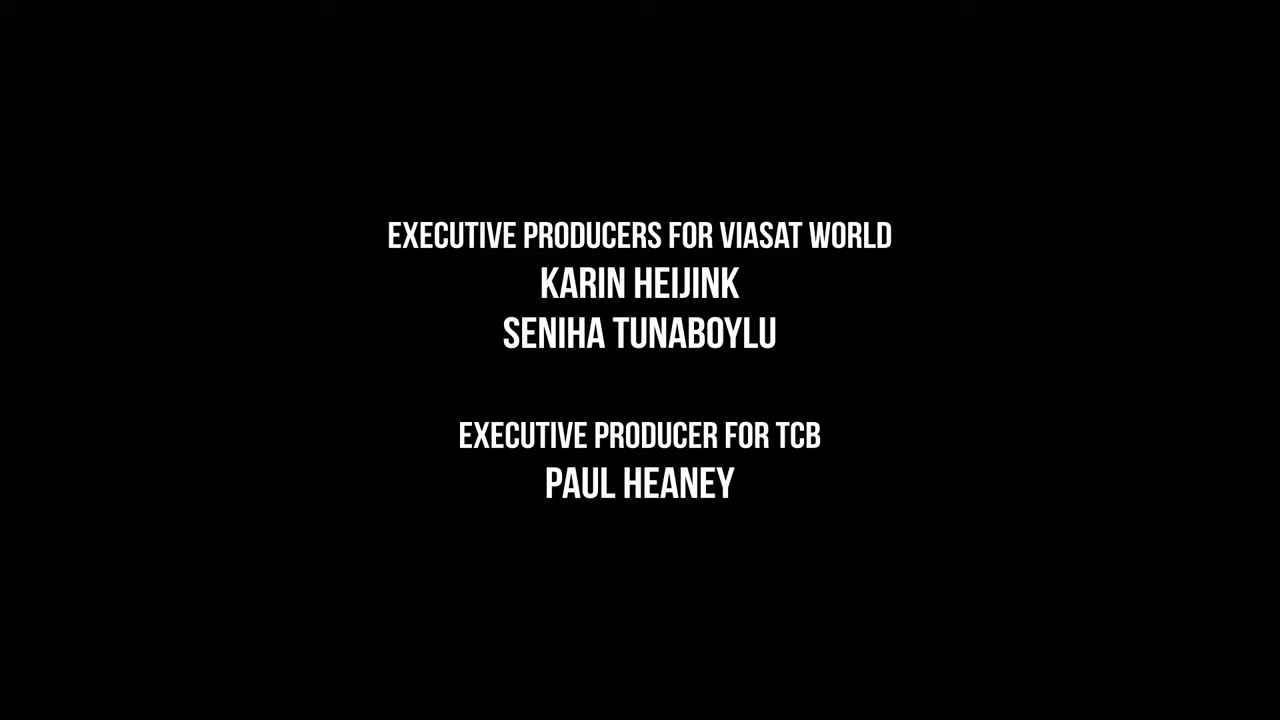 EXECUTIVE PRODUCERS FOR VIASAT WORLD
KARIN HEIJINK
SENIHA TUNABOYLU
EXECUTIVE PRODUCER FOR TCB
PAUL HEANEY